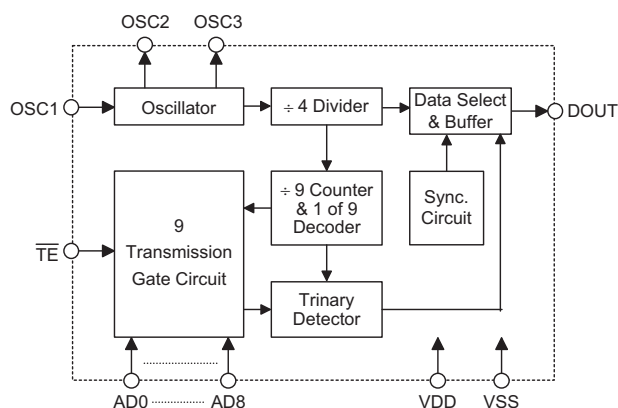 OSC2
OSC3
OSC1
Oscillator
÷ 4 Divider
Data Select
& Buffer
DOUT
÷ 9 Counter
& 1 of 9
Decoder
Sync.
Circuit
9
Transmission
Gate Circuit
TE
Trinary
Detector
AD0
AD8
VDD
VSS